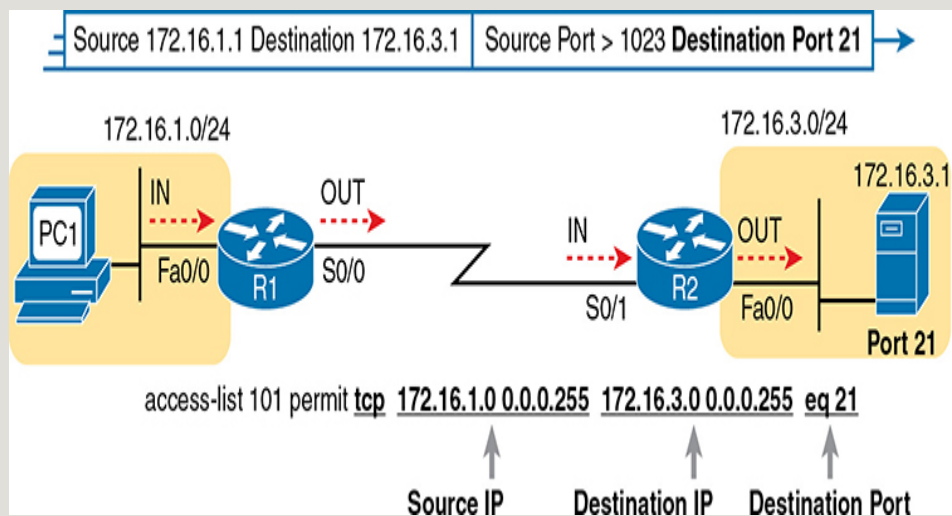 Source 172.16.1.1 Destination 172.16.3.1 Source Port > 1023 Destination Port 21
172.16.1.0/24
172.16.3.0/24
172.16.3.1
IN
OUT
IN
OUT
PC1
R1
R2
Fa0/0
S0/0
S0/1
Fa0/0
Port 21
access-list 101 permit tcp 172.16.1.0 0.0.0.255 172.16.3.0 0.0.0.255 eq 21
Source IP
Destination IP
Destination Port